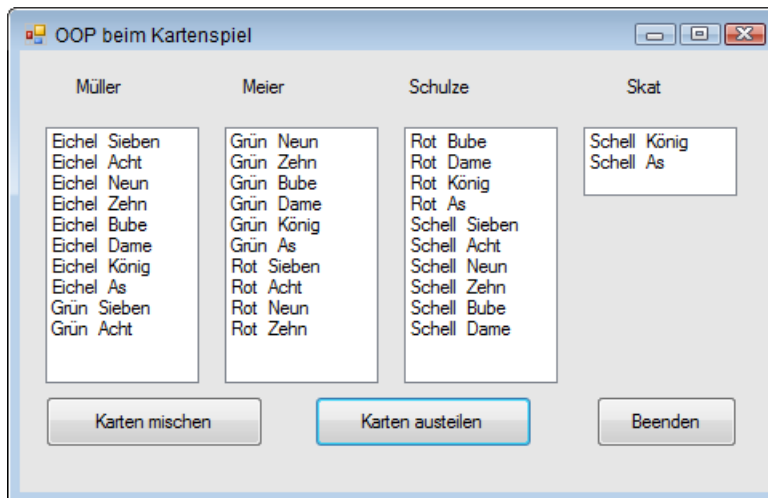 OOP beim Kartenspiel
Müller
Meier
Schulze
Skat
Eichel Sieben
Eichel Acht
Eichel Neun
Eichel Zehn
Eichel Bube
Eichel Dame
Eichel König
Eichel As
Grün Sieben
Grün Acht
Grün Neun
Grün Zehn
Grün Bube
Grün Dame
Grün König
Grün As
Rot Sieben
Rot Acht
Rot Neun
Rot Zehn
Rot Bube
Rot Dame
Rot König
Rot As
Schell Sieben
Schell Acht
Schell Neun
Schell Zehn
Schell Bube
Schell Dame
Schell König
Schell As
Karten mischen
Karten austeilen
Beenden